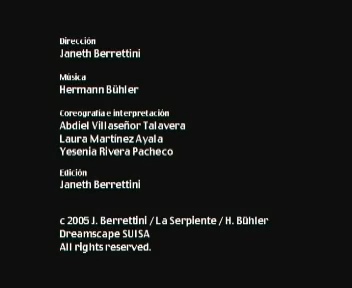 Dirección
Janeth Berrettini
Música
Hermann Bühler
Coreografía e interpretación
Abdiel Villaseñor Talavera
Laura Martínez Ayala
Yesenia Rivera Pacheco
Edición
Janeth Berrettini
c 2005 J. Berrettini / La Serpiente / H. Bühler
Dreamscape SUISA
All rights reserved.